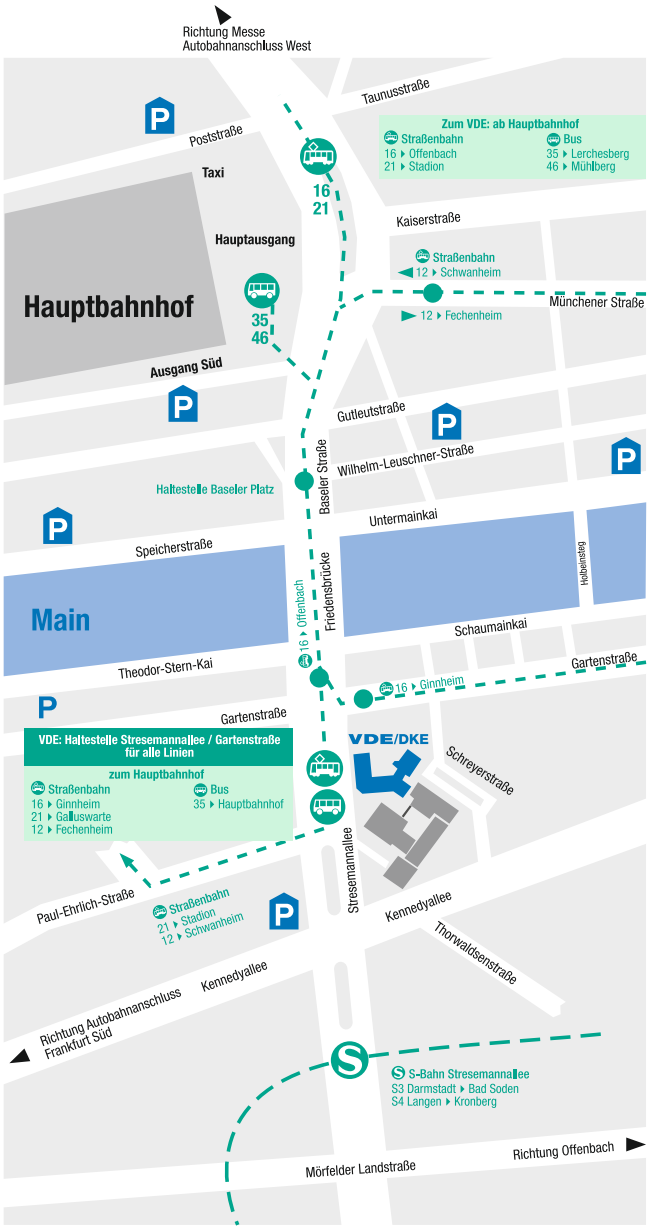 Richtung Messe
Autobahnanschluss West
P
Taunusstraße
Poststraße
Zum VDE: ab Hauptbahnhof
Straßenbahn
16 ▸ Offenbach
21 ▸ Stadion
Bus
35 ▸ Lerchesberg
46 ▸ Mühlberg
Taxi
16
21
Kaiserstraße
Hauptausgang
Straßenbahn
12 ▸ Schwanheim
Hauptbahnhof
Münchener Straße
12 ▸ Fechenheim
35
46
Ausgang Süd
P
Gutleutstraße
P
Baseler Straße
Wilhelm-Leuschner-Straße
P
Haltestelle Baseler Platz
P
Untermainkai
Speicherstraße
Holbeinsteg
Friedensbrücke
Main
16 ▸ Offenbach
Schaumainkai
Theodor-Stern-Kai
Gartenstraße
16 ▸ Ginnheim
P
Gartenstraße
VDE: Haltestelle Stresemannallee / Gartenstraße
für alle Linien
zum Hauptbahnhof
Straßenbahn
16 ▸ Ginnheim
21 ▸ Galluswarte
12 ▸ Fechenheim
Bus
35 ▸ Hauptbahnhof
VDE/DKE
Schreyerstraße
Stresemannallee
Paul-Ehrlich-Straße
Straßenbahn
21 ▸ Stadion
12 ▸ Schwanheim
P
Kennedyallee
Thorwaldsenstraße
Kennedyallee
Richtung Autobahnanschluss
Frankfurt Süd
S
S S-Bahn Stresemannallee
S3 Darmstadt ▸ Bad Soden
S4 Langen ▸ Kronberg
Richtung Offenbach
Mörfelder Landstraße